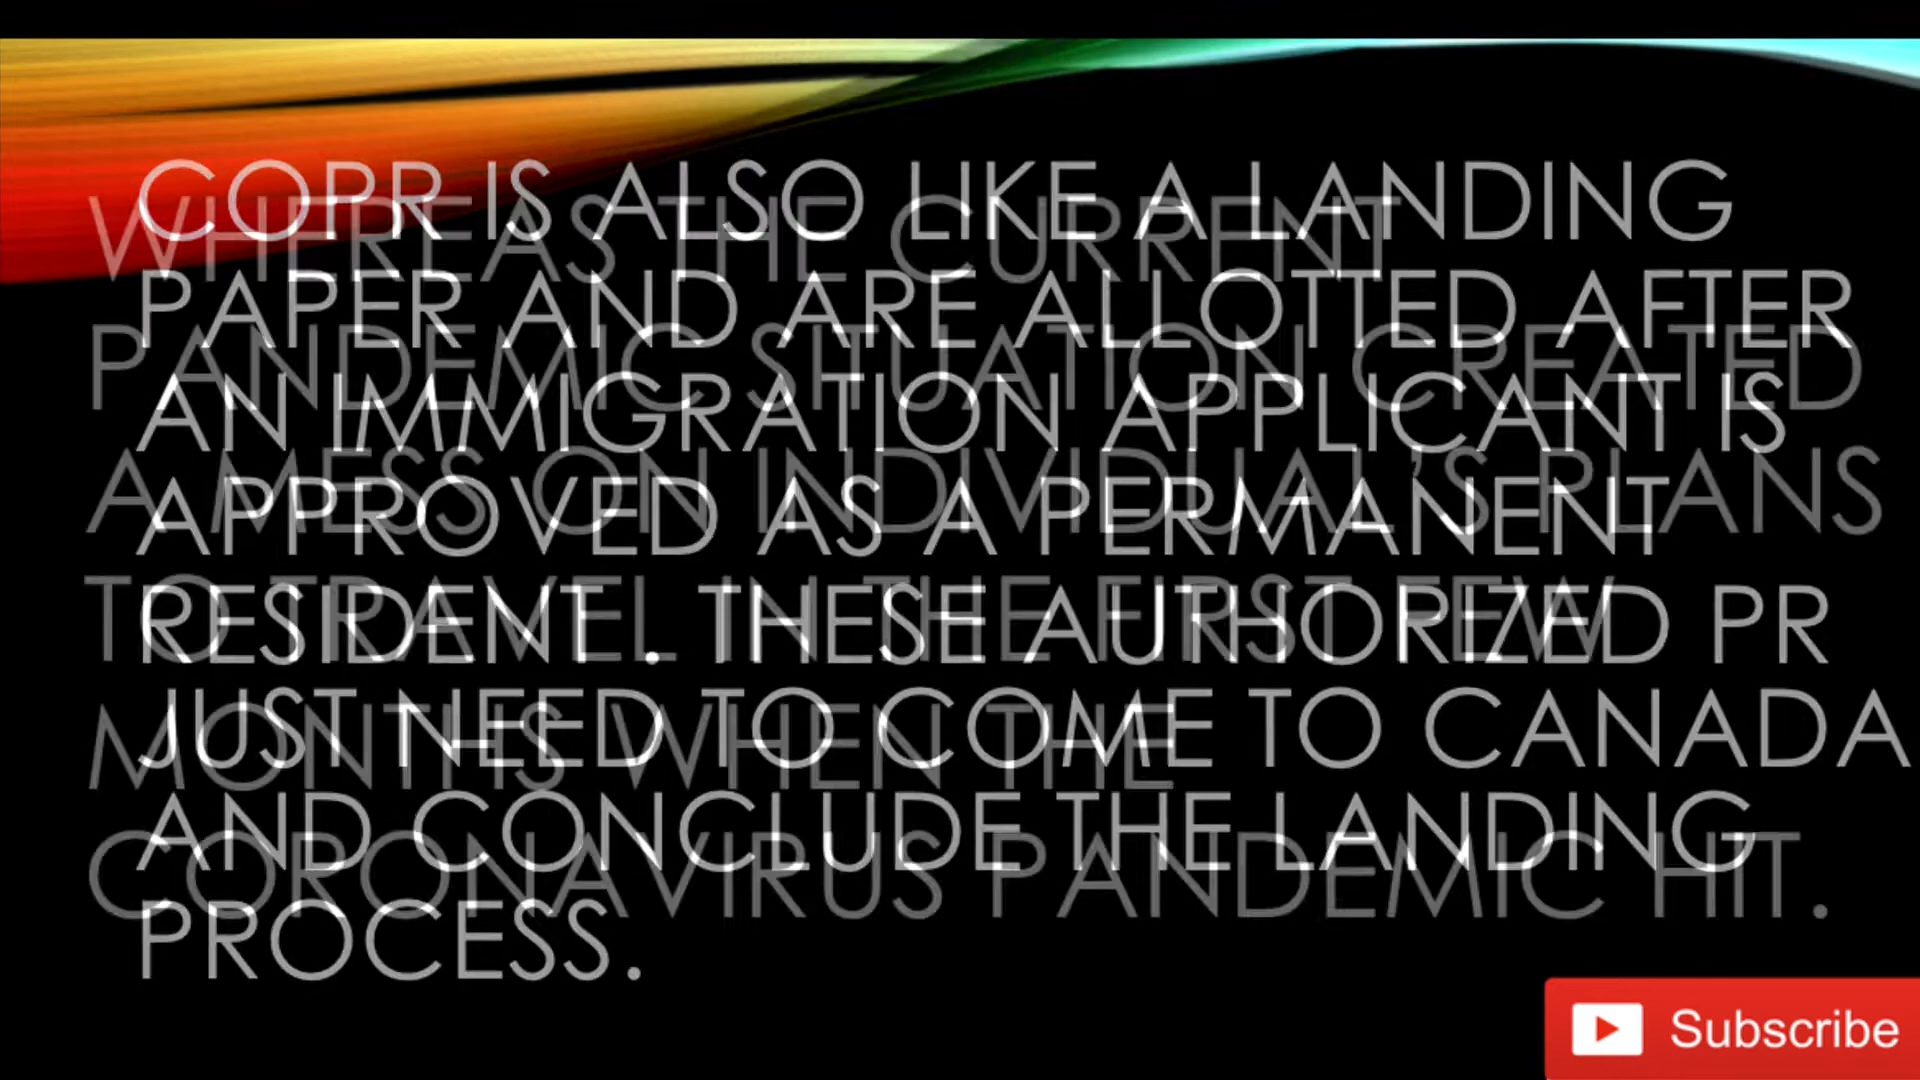 COPR IS ALSO LIKE A LANDING
PAPER AND ARE ALLOTTED AFTER
AN IMMIGRATION APPLICANT IS
APPROVED AS A PERMANENT
RESIDENT . THESE AUTHORIZED PR
JUST NEED TO COME TO CANADA
AND CONCLUDE THE LANDING
PROCESS.
WHEREAS THE CURRENT
PANDEMIC SITUATION CREATED
A MESS ON INDIVIDUAL'S PLANS
TO TRAVEL IN THE FIRST FEW
MONTHS WHEN THE
CORONAVIRUS PANDEMIC HIT.
Subscribe